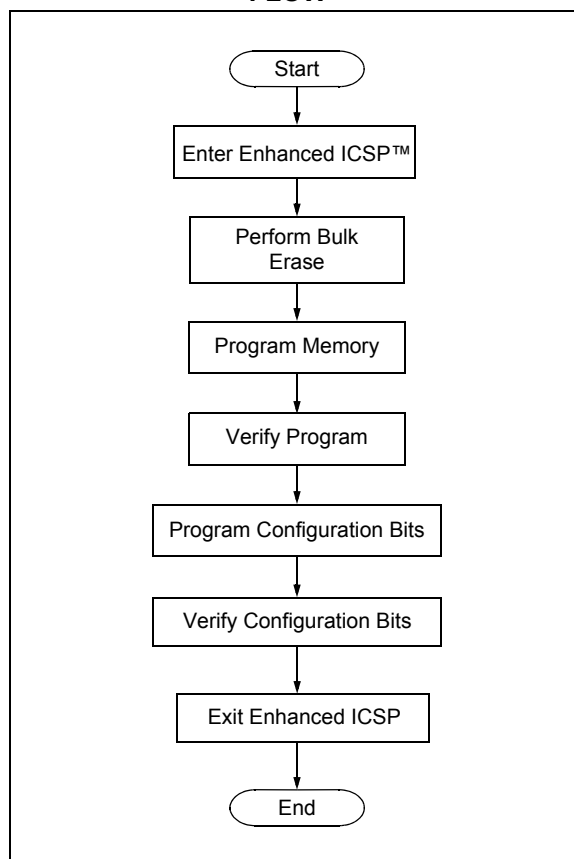 Start
Enter Enhanced ICSP™
Perform Bulk
Erase
Program Memory
Verify Program
Program Configuration Bits
Verify Configuration Bits
Exit Enhanced ICSP
End